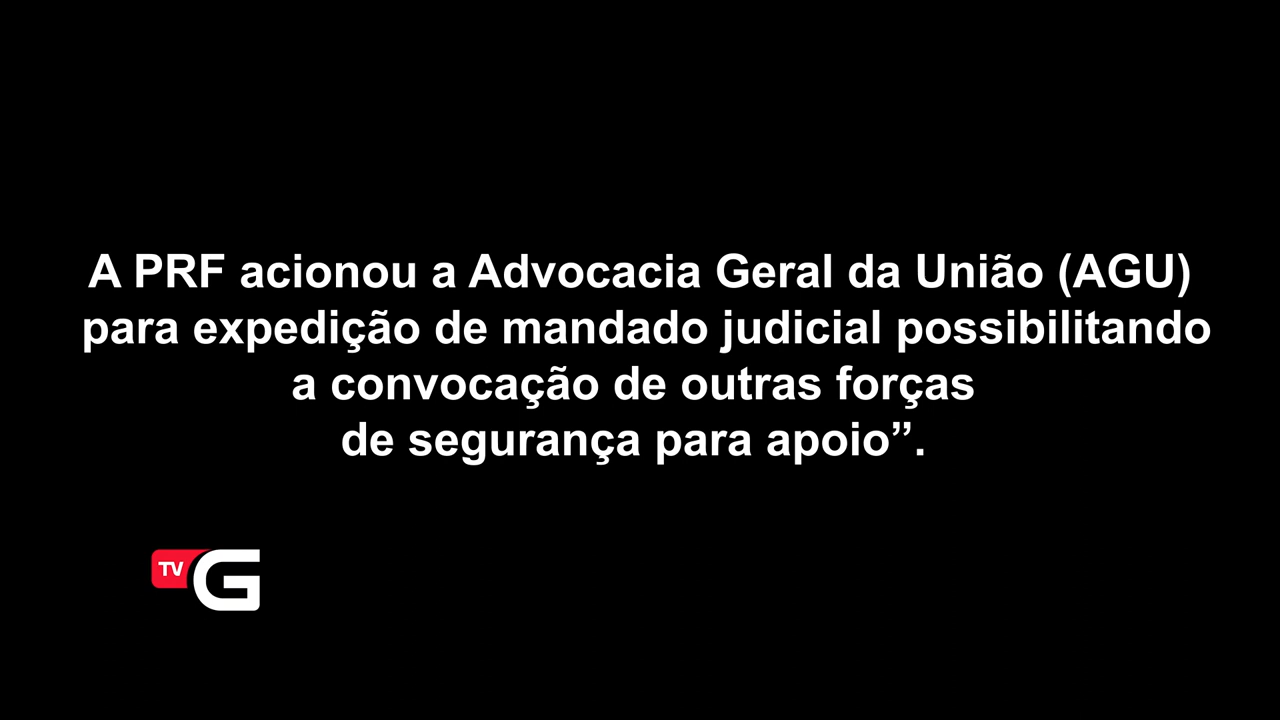 A PRF acionou a Advocacia Geral da União (AGU)
para expedição de mandado judicial possibilitando
a convocação de outras forças
de segurança para apoio”.
TV G